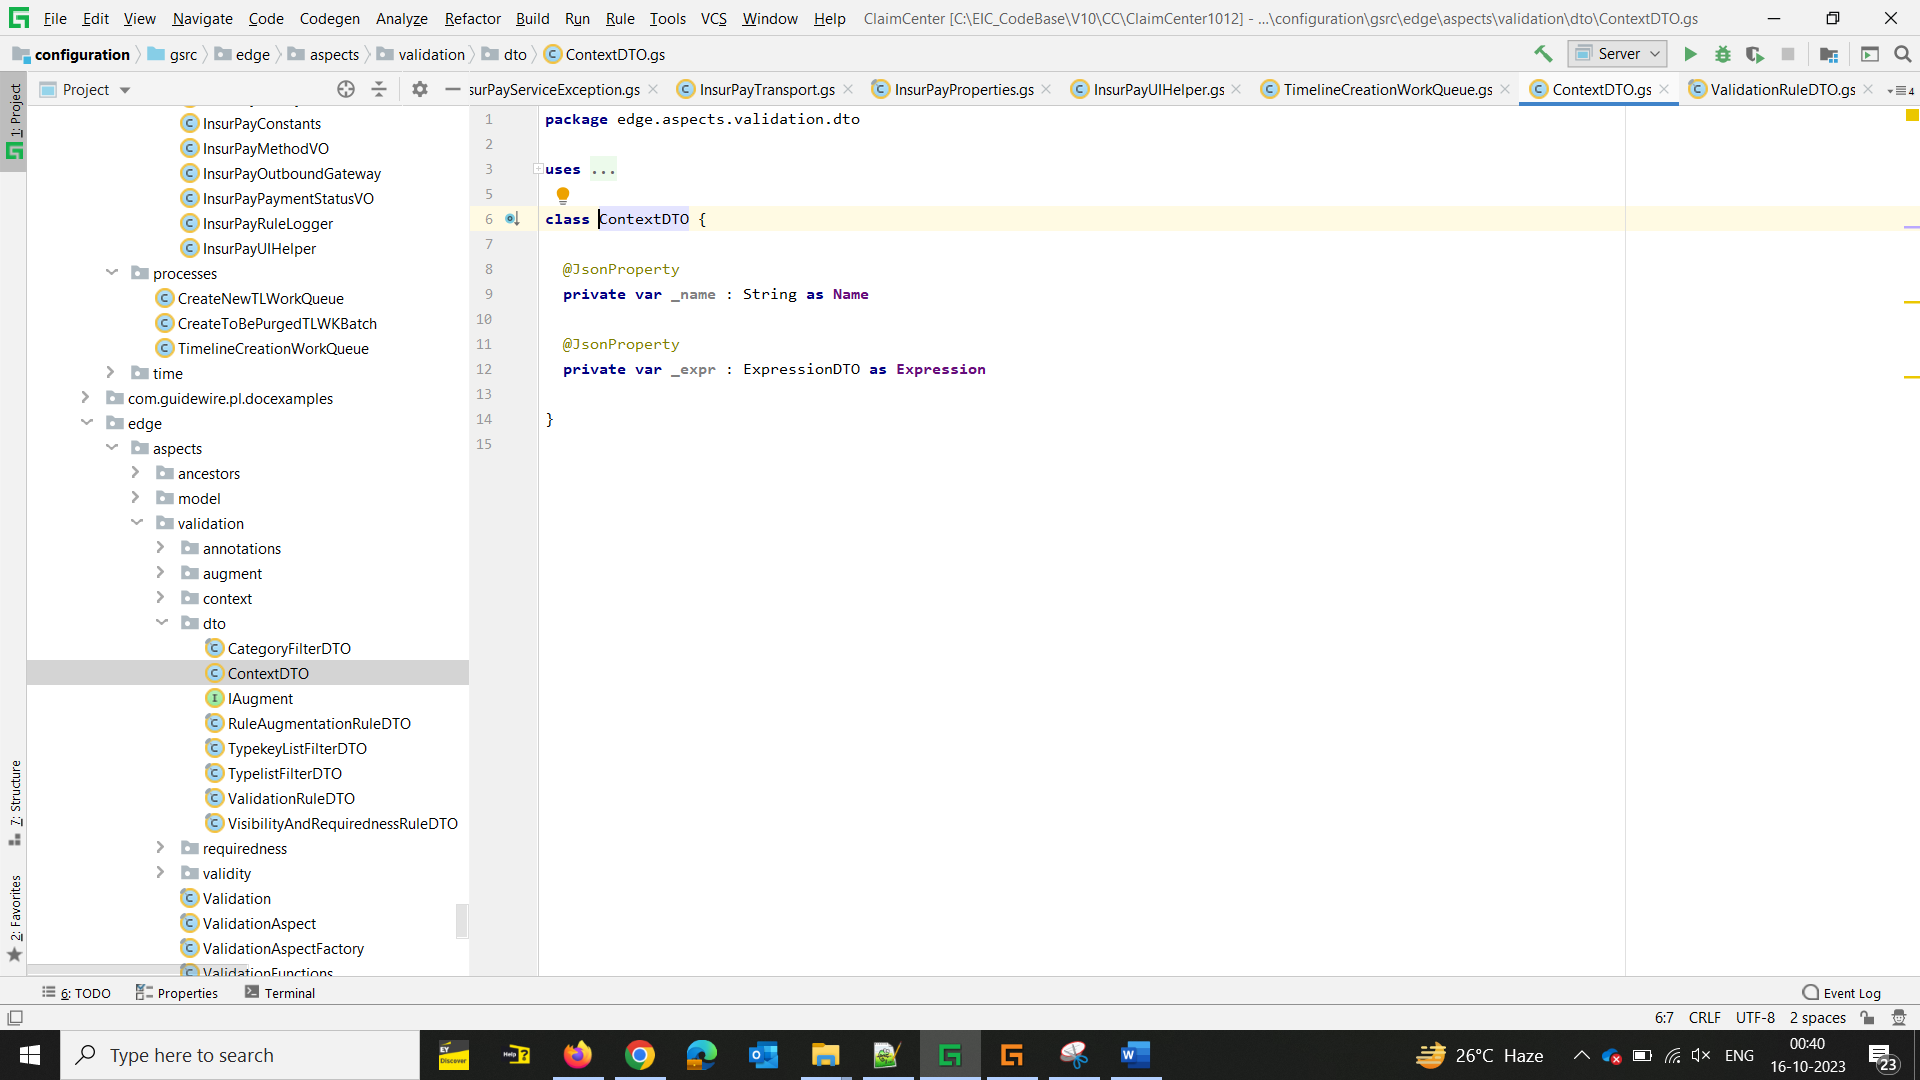 File Edit View Navigate Code Codegen Analyze Refactor Build Run Rule Tools VCS Window Help ClaimCenter [C:\EIC_CodeBase\V10\CC\ClaimCenter1012] - ...\configuration\gsrc\edge\aspects\validation\dto\ContextDTO.gs
configuration gsrc edge aspects validation dto ContextDTO.gs Server
1: Project
Project
surPayServiceException.gs InsurPayTransport.gs InsurPayProperties.gs InsurPayUIHelper.gs TimelineCreationWorkQueue.gs ContextDTO.gs ValidationRuleDTO.gs 4
InsurPayConstants
InsurPayMethodVO
InsurPayOutboundGateway
InsurPayPaymentStatusVO
InsurPayRuleLogger
InsurPayUIHelper
processes
CreateNewTLWorkQueue
CreateToBePurgedTLWKBatch
TimelineCreationWorkQueue
time
com.guidewire.pl.docexamples
edge
aspects
ancestors
model
validation
annotations
augment
context
dto
CategoryFilterDTO
ContextDTO
IAugment
RuleAugmentationRuleDTO
TypekeyListFilterDTO
TypelistFilterDTO
ValidationRuleDTO
VisibilityAndRequirednessRuleDTO
requiredness
validity
Validation
ValidationAspect
ValidationAspectFactory
ValidationFunctions
7: Structure
2: Favorites
1 package edge.aspects.validation.dto
2
3 uses ...
5
6 class ContextDTO {
7
8 @JsonProperty
9 private var _name : String as Name
10
11 @JsonProperty
12 private var _expr : ExpressionDTO as Expression
13
14 }
15
6: TODO Properties Terminal Event Log
6:7 CRLF UTF-8 2 spaces
Type here to search
EY Discover
Help ?
26°C Haze
ENG
00:40
16-10-2023
23